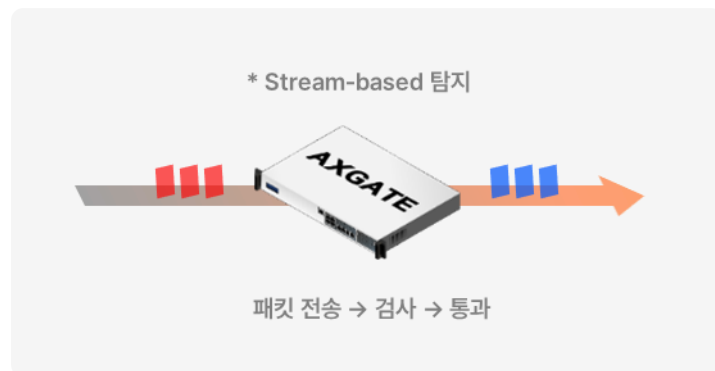 * Stream-based 탐지
AXGATE
패킷 전송 → 검사 → 통과